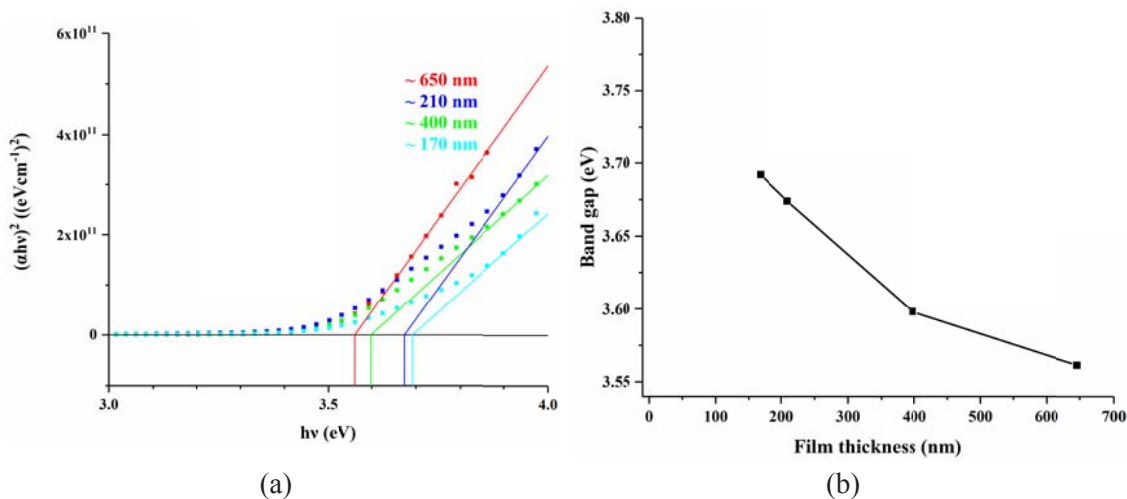 6x10¹¹
4x10¹¹
2x10¹¹
0
(αhν)² ((eVcm⁻¹)²)
~ 650 nm
~ 210 nm
~ 400 nm
~ 170 nm
3.0 3.5 4.0
hν (eV)
(a)
3.80
3.70
3.65
3.60
3.55
Band gap (eV)
0 100 200 300 400 500 600 700
Film thickness (nm)
(b)